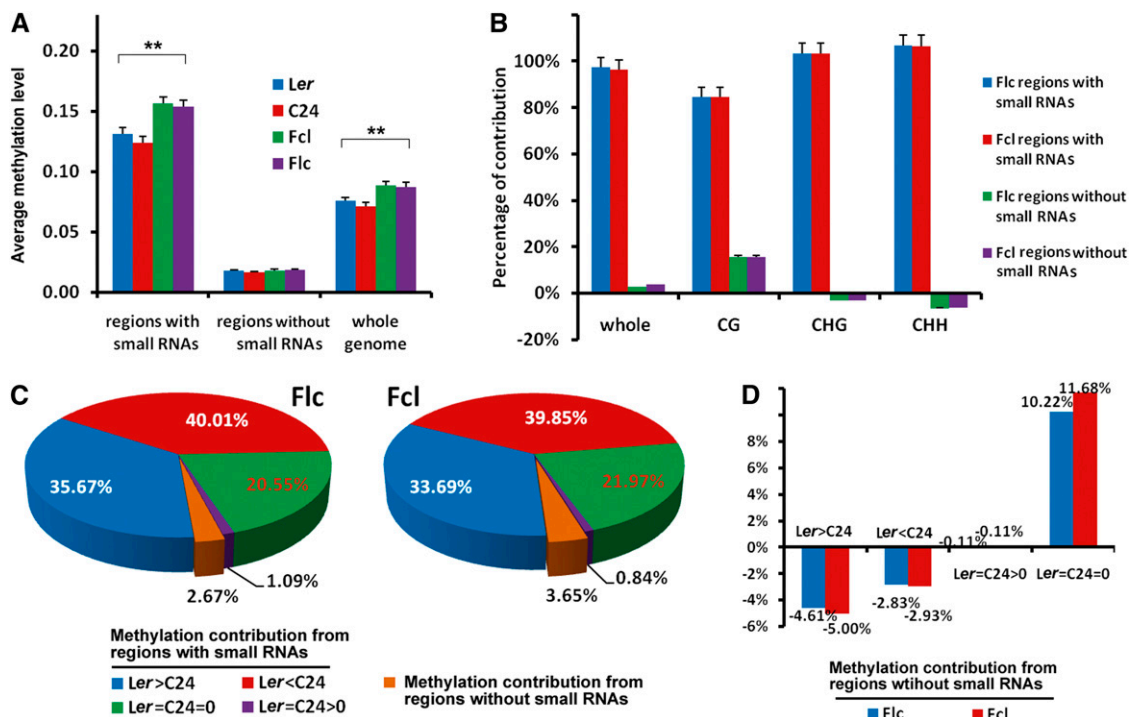 A
Average methylation level
0.20
0.15
0.10
0.05
0.00
**
**
Ler
C24
Fcl
Flc
regions with
small RNAs
regions without
small RNAs
whole
genome
B
Percentage of contribution
100%
80%
60%
40%
20%
0%
-20%
whole
CG
CHG
CHH
Flc regions with
small RNAs
Fcl regions with
small RNAs
Flc regions without
small RNAs
Fcl regions without
small RNAs
C
Flc
40.01%
35.67%
20.55%
1.09%
2.67%
Fcl
39.85%
33.69%
21.97%
0.84%
3.65%
Methylation contribution from
regions with small RNAs
Ler>C24
Ler<C24
Ler=C24=0
Ler=C24>0
Methylation contribution from
regions without small RNAs
D
8%
6%
4%
2%
0%
-2%
-4%
-6%
10.22%
11.68%
Ler>C24
Ler<C24
-0.11%
-0.11%
Ler=C24>0
Ler=C24=0
-4.61%
-5.00%
-2.83%
-2.93%
Methylation contribution from
regions wtihout small RNAs
Flc
Fcl